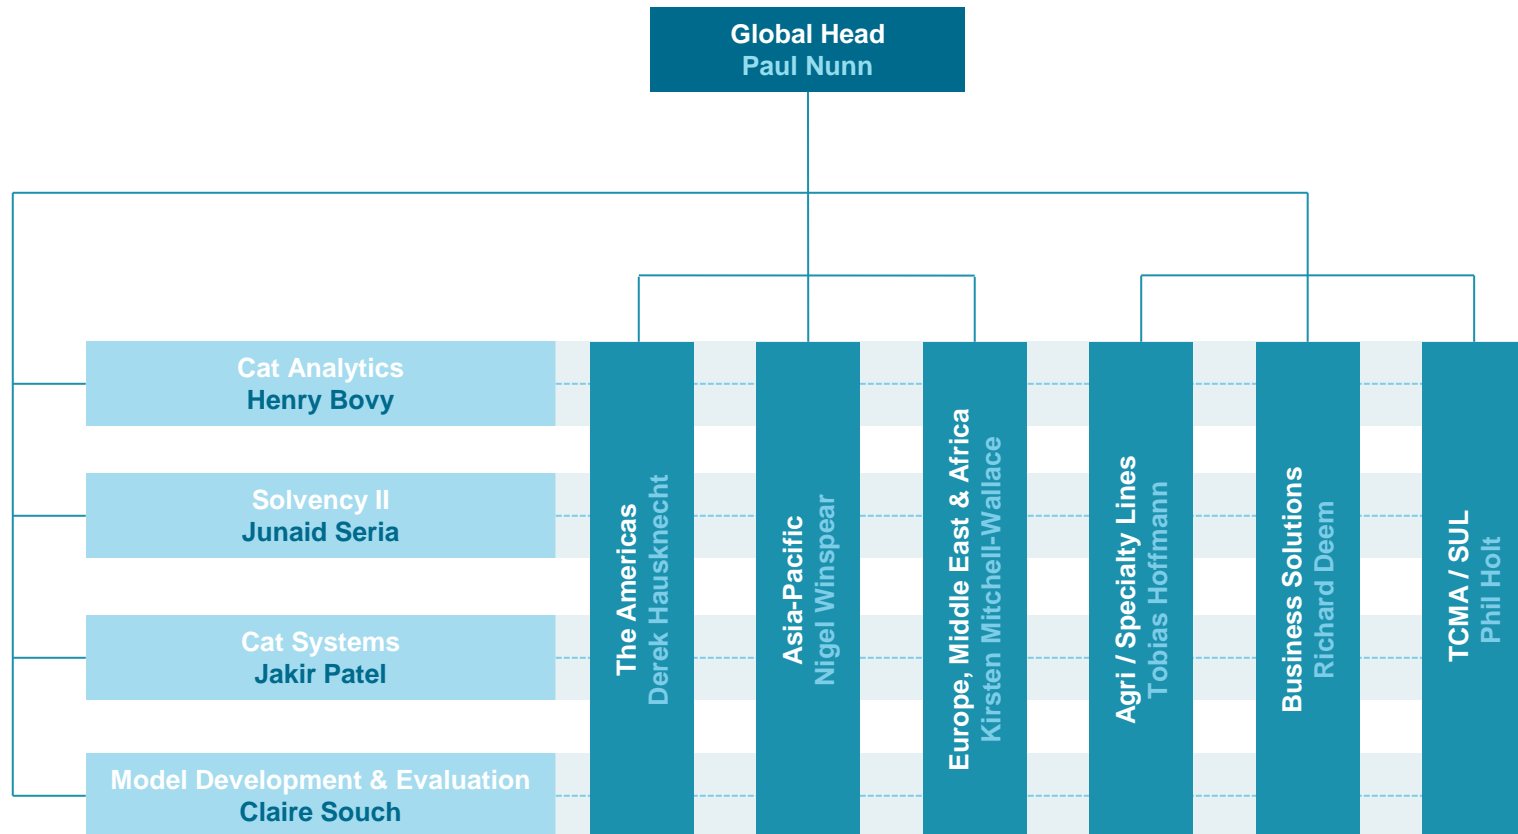 Global Head
Paul Nunn
Cat Analytics
Henry Bovy
Solvency II
Junaid Seria
Cat Systems
Jakir Patel
Model Development & Evaluation
Claire Souch
The Americas
Derek Hausknecht
Asia-Pacific
Nigel Winspear
Europe, Middle East & Africa
Kirsten Mitchell-Wallace
Agri / Specialty Lines
Tobias Hoffmann
Business Solutions
Richard Deem
TCMA / SUL
Phil Holt